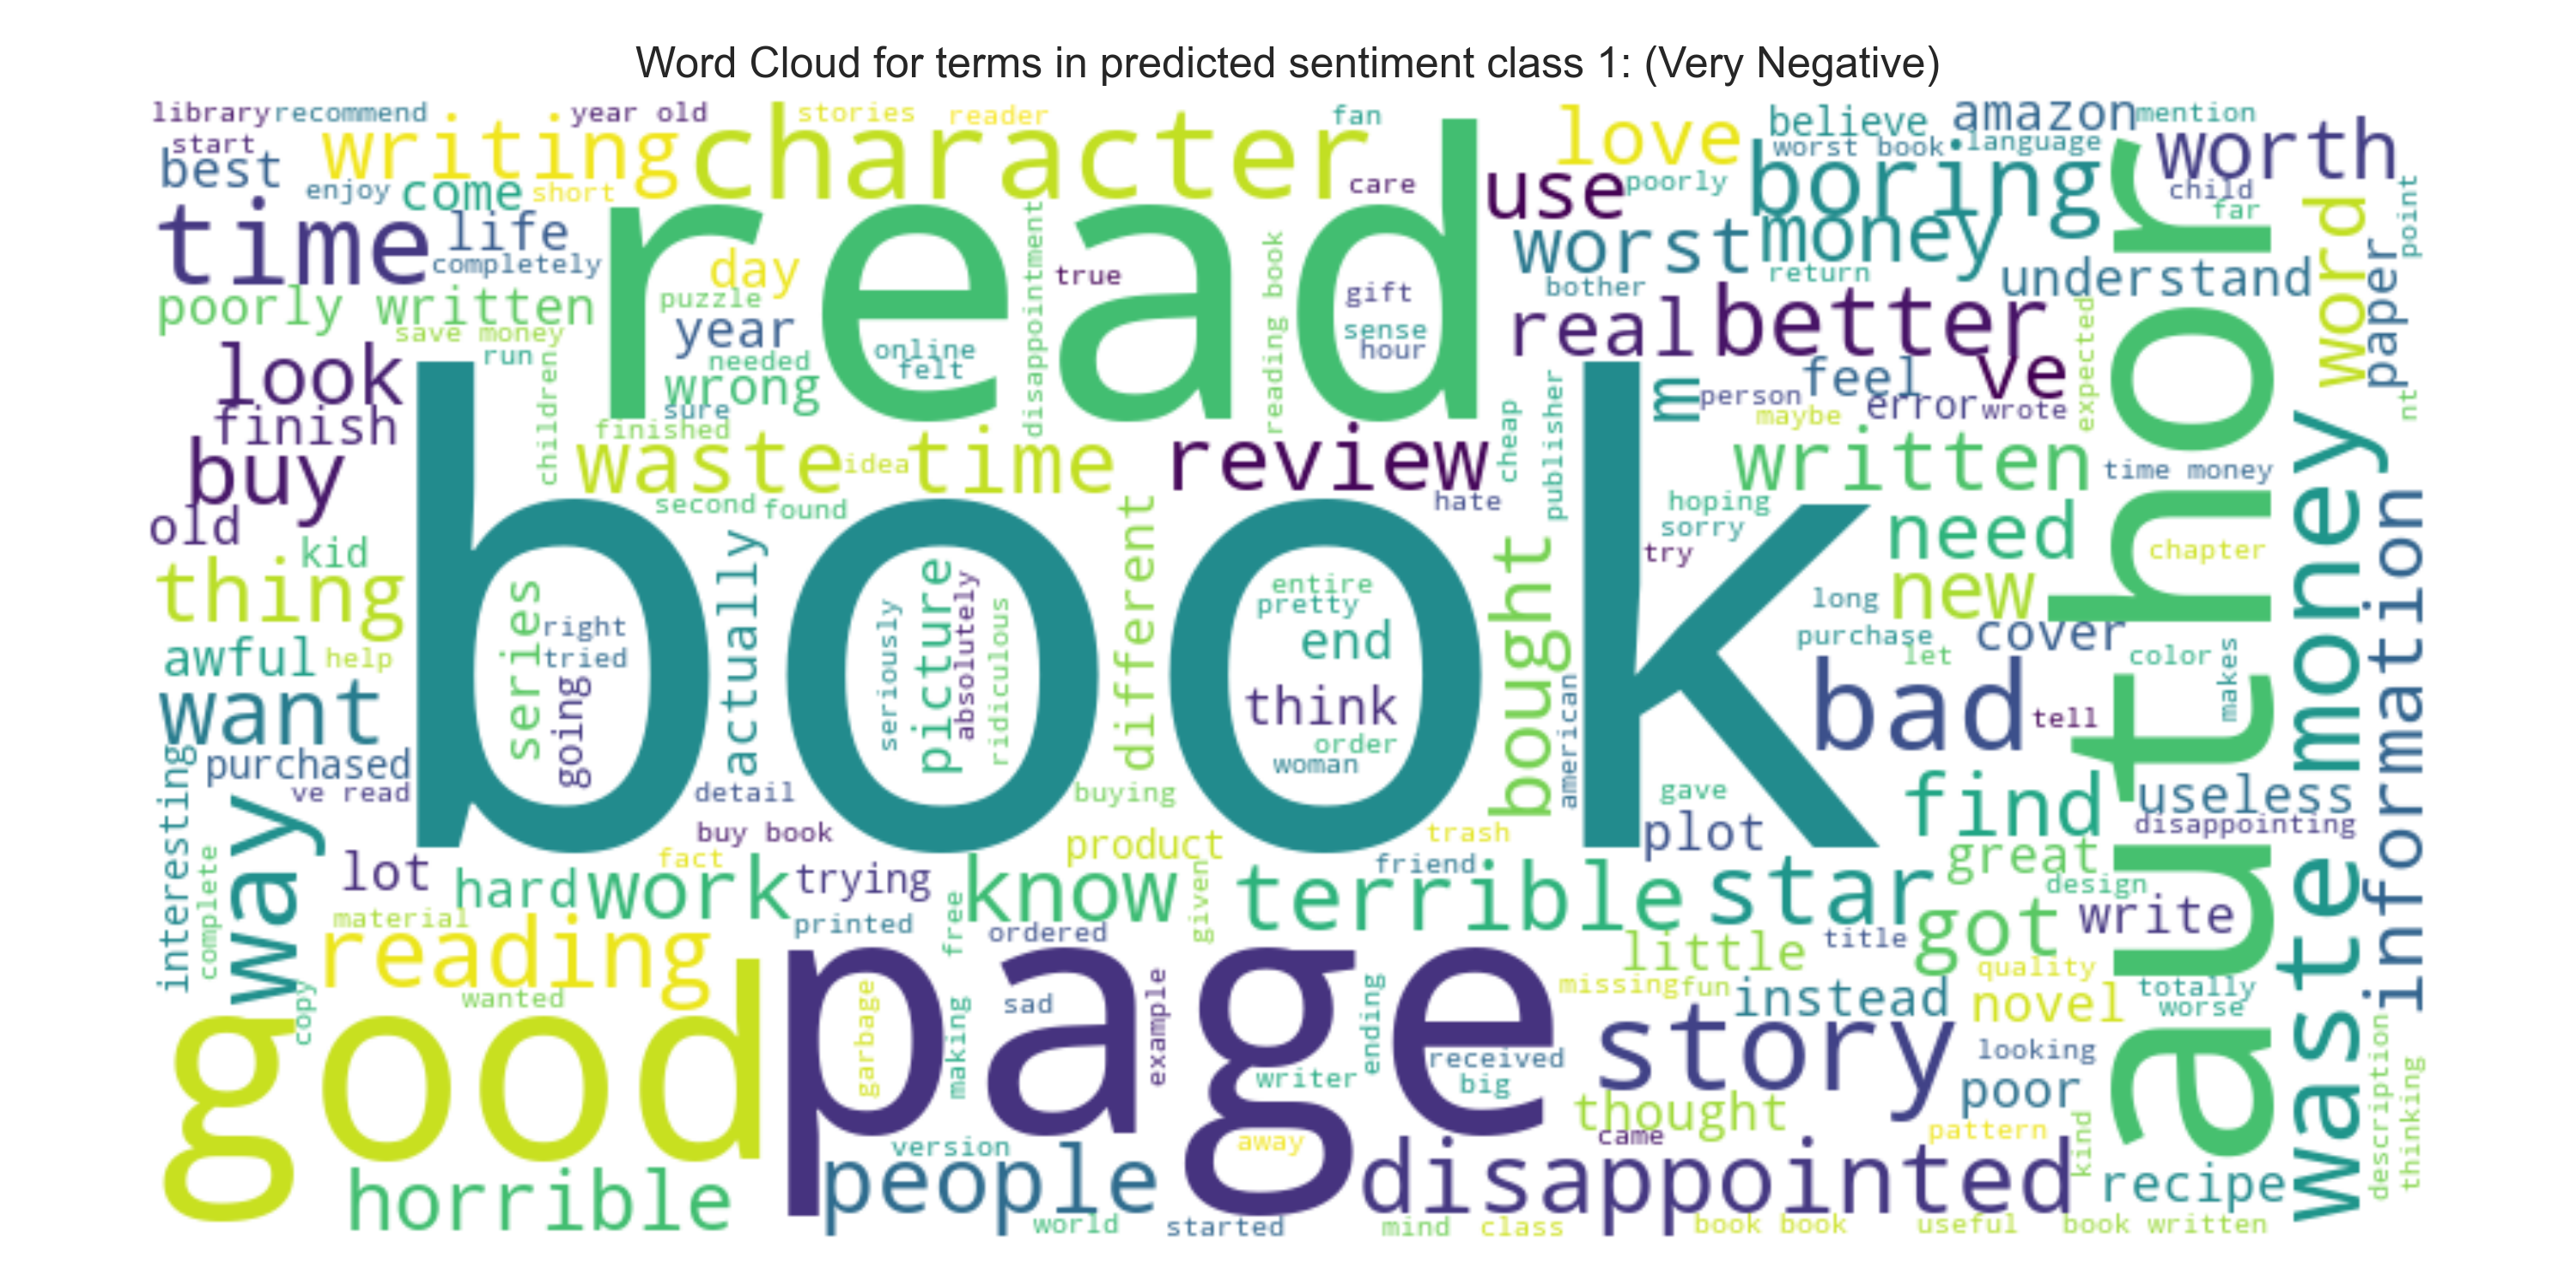 Word Cloud for terms in predicted sentiment class 1: (Very Negative)
library recommend
year old
stories
reader
fan
love
believe
amazon
mention
start
best
writing
character
worst book
language
worth
enjoy
come
short
care
use
poorly
boring
child
far
time
life
completely
read
day
true
disappointment
reading book
gift
sense
hour
worst
money
return
bother
understand
word
paper
point
poorly written
puzzle
save money
year
run
needed
online
felt
real
better
look
children
wrong
sure
finished
finish
cheap
publisher
m
person
feel
ve
maybe
error
wrote
expected
nt
buy
waste time
idea
review
written
time money
author
old
second
found
hate
hoping
sorry
try
need
chapter
waste money
information
book
kid
thing
series
right
tried
going
actually
seriously
picture
absolutely
ridiculous
different
entire
pretty
end
think
order
woman
bought
american
long
new
purchase
let
cover
color
makes
awful
help
want
bad
tell
interesting
purchased
ve read
detail
buying
gave
find
useless
disappointing
way
buy book
product
trash
plot
complete
lot
fact
hard
work
trying
know
given
friend
terrible
star
great
design
material
printed
free
ordered
got
write
reading
little
title
copy
wanted
good
page
garbage
making
sad
example
ending
missing
fun
instead
quality
novel
totally
worse
received
big
writer
story
looking
poor
description
thinking
thought
came
pattern
kind
version
away
horrible
people
disappointed
recipe
world
started
mind
class
book book
useful
book written